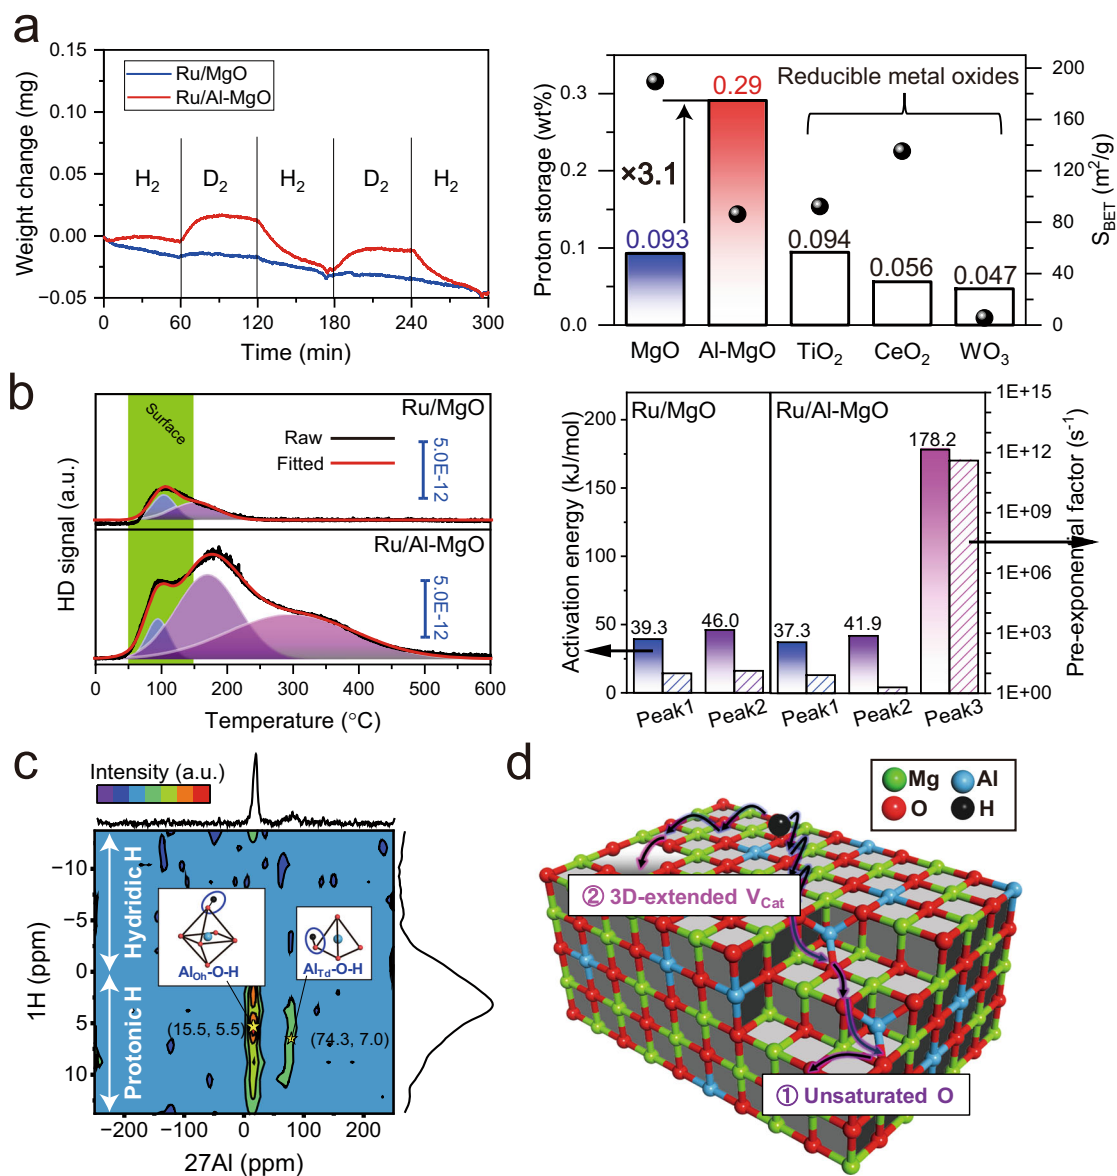 a
0.15
0.10
0.05
0.00
−0.05
Weight change (mg)
Ru/MgO
Ru/Al-MgO
H2
D2
H2
D2
H2
0
60
120
180
240
300
Time (min)
0.3
0.2
0.1
0.0
Proton storage (wt%)
Reducible metal oxides
0.29
×3.1
0.093
0.094
0.056
0.047
MgO
Al-MgO
TiO2
CeO2
WO3
200
160
120
80
40
0
SBET (m2/g)
b
HD signal (a.u.)
Surface
Ru/MgO
Raw
Fitted
5.0E-12
Ru/Al-MgO
5.0E-12
0
100
200
300
400
500
600
Temperature (°C)
200
150
100
50
0
Activation energy (kJ/mol)
Ru/MgO
Ru/Al-MgO
39.3
46.0
37.3
41.9
178.2
Peak1
Peak2
Peak1
Peak2
Peak3
1E+15
1E+12
1E+09
1E+06
1E+03
1E+00
Pre-exponential factor (s-1)
c
Intensity (a.u.)
−10
−5
0
5
10
1H (ppm)
Hydridic H
Protonic H
AlOh-O-H
AlTd-O-H
(15.5, 5.5)
(74.3, 7.0)
−200
−100
0
100
200
27Al (ppm)
d
Mg
Al
O
H
② 3D-extended VCat
① Unsaturated O